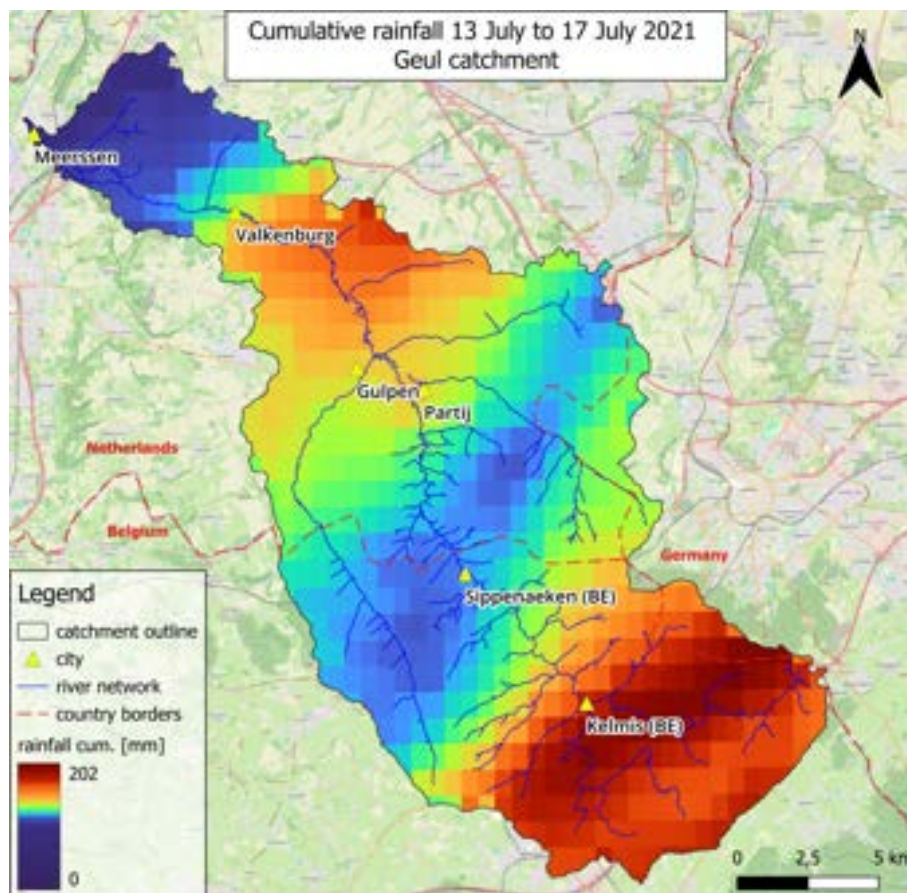 Cumulative rainfall 13 July to 17 July 2021
Geul catchment
N
Meerssen
Valkenburg
Gulpen
Partij
Netherlands
Belgium
Germany
Sippenaeken (BE)
Kelmis (BE)
Legend
catchment outline
city
river network
country borders
rainfall cum. [mm]
202
0
0 2,5 5 km